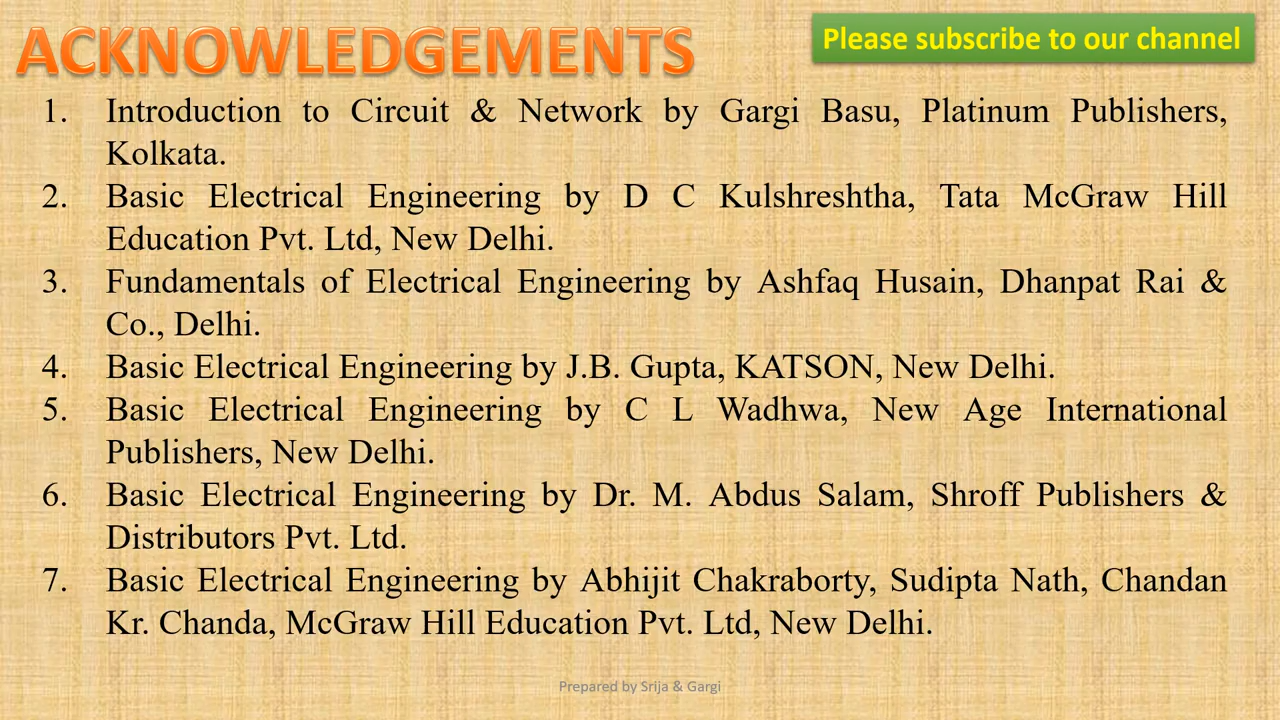 ACKNOWLEDGEMENTS
Please subscribe to our channel
1. Introduction to Circuit & Network by Gargi Basu, Platinum Publishers,
Kolkata.
2. Basic Electrical Engineering by D C Kulshreshtha, Tata McGraw Hill
Education Pvt. Ltd, New Delhi.
3. Fundamentals of Electrical Engineering by Ashfaq Husain, Dhanpat Rai &
Co., Delhi.
4. Basic Electrical Engineering by J.B. Gupta, KATSON, New Delhi.
5. Basic Electrical Engineering by C L Wadhwa, New Age International
Publishers, New Delhi.
6. Basic Electrical Engineering by Dr. M. Abdus Salam, Shroff Publishers &
Distributors Pvt. Ltd.
7. Basic Electrical Engineering by Abhijit Chakraborty, Sudipta Nath, Chandan
Kr. Chanda, McGraw Hill Education Pvt. Ltd, New Delhi.
Prepared by Srija & Gargi